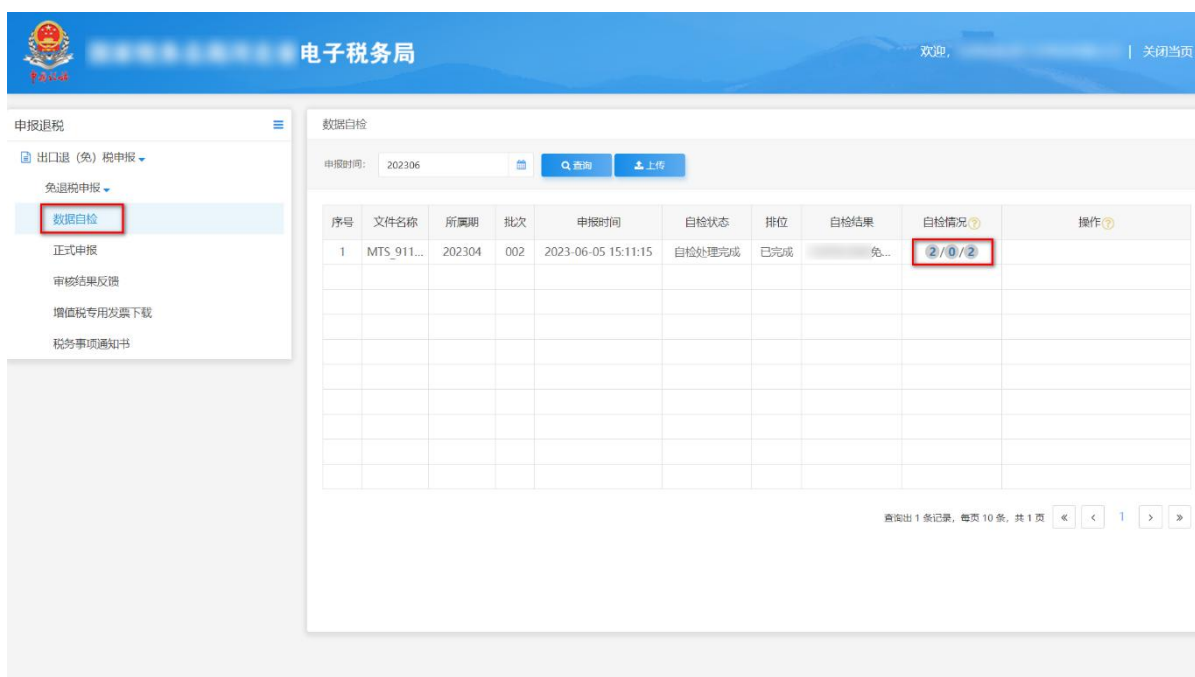 电子税务局
欢迎,
| 关闭当页
中国税务
申报退税
出口退（免）税申报
免退税申报
数据自检
正式申报
审核结果反馈
增值税专用发票下载
税务事项通知书
数据自检
申报时间: 202306 查询 上传
序号 文件名称 所属期 批次 申报时间 自检状态 排位 自检结果 自检情况? 操作?
1 MTS_911... 202304 002 2023-06-05 15:11:15 自检处理完成 已完成 免... 2/0/2
查询出 1 条记录, 每页 10 条, 共 1 页 « < 1 > »